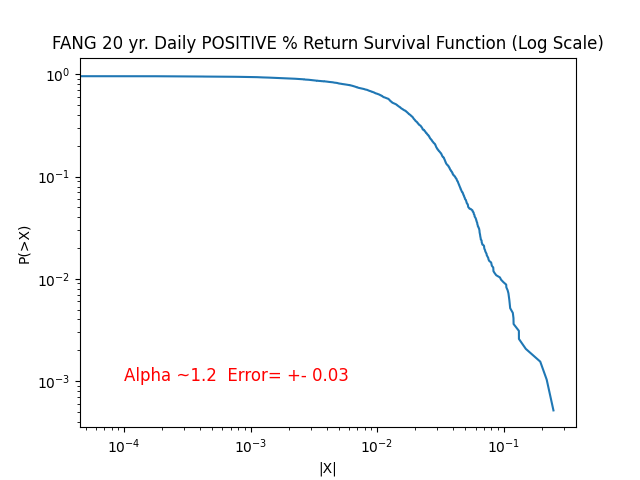 FANG 20 yr. Daily POSITIVE % Return Survival Function (Log Scale)
10⁰
10⁻¹
10⁻²
10⁻³
P(>X)
Alpha ~1.2  Error= +- 0.03
10⁻⁴ 10⁻³ 10⁻² 10⁻¹
|X|